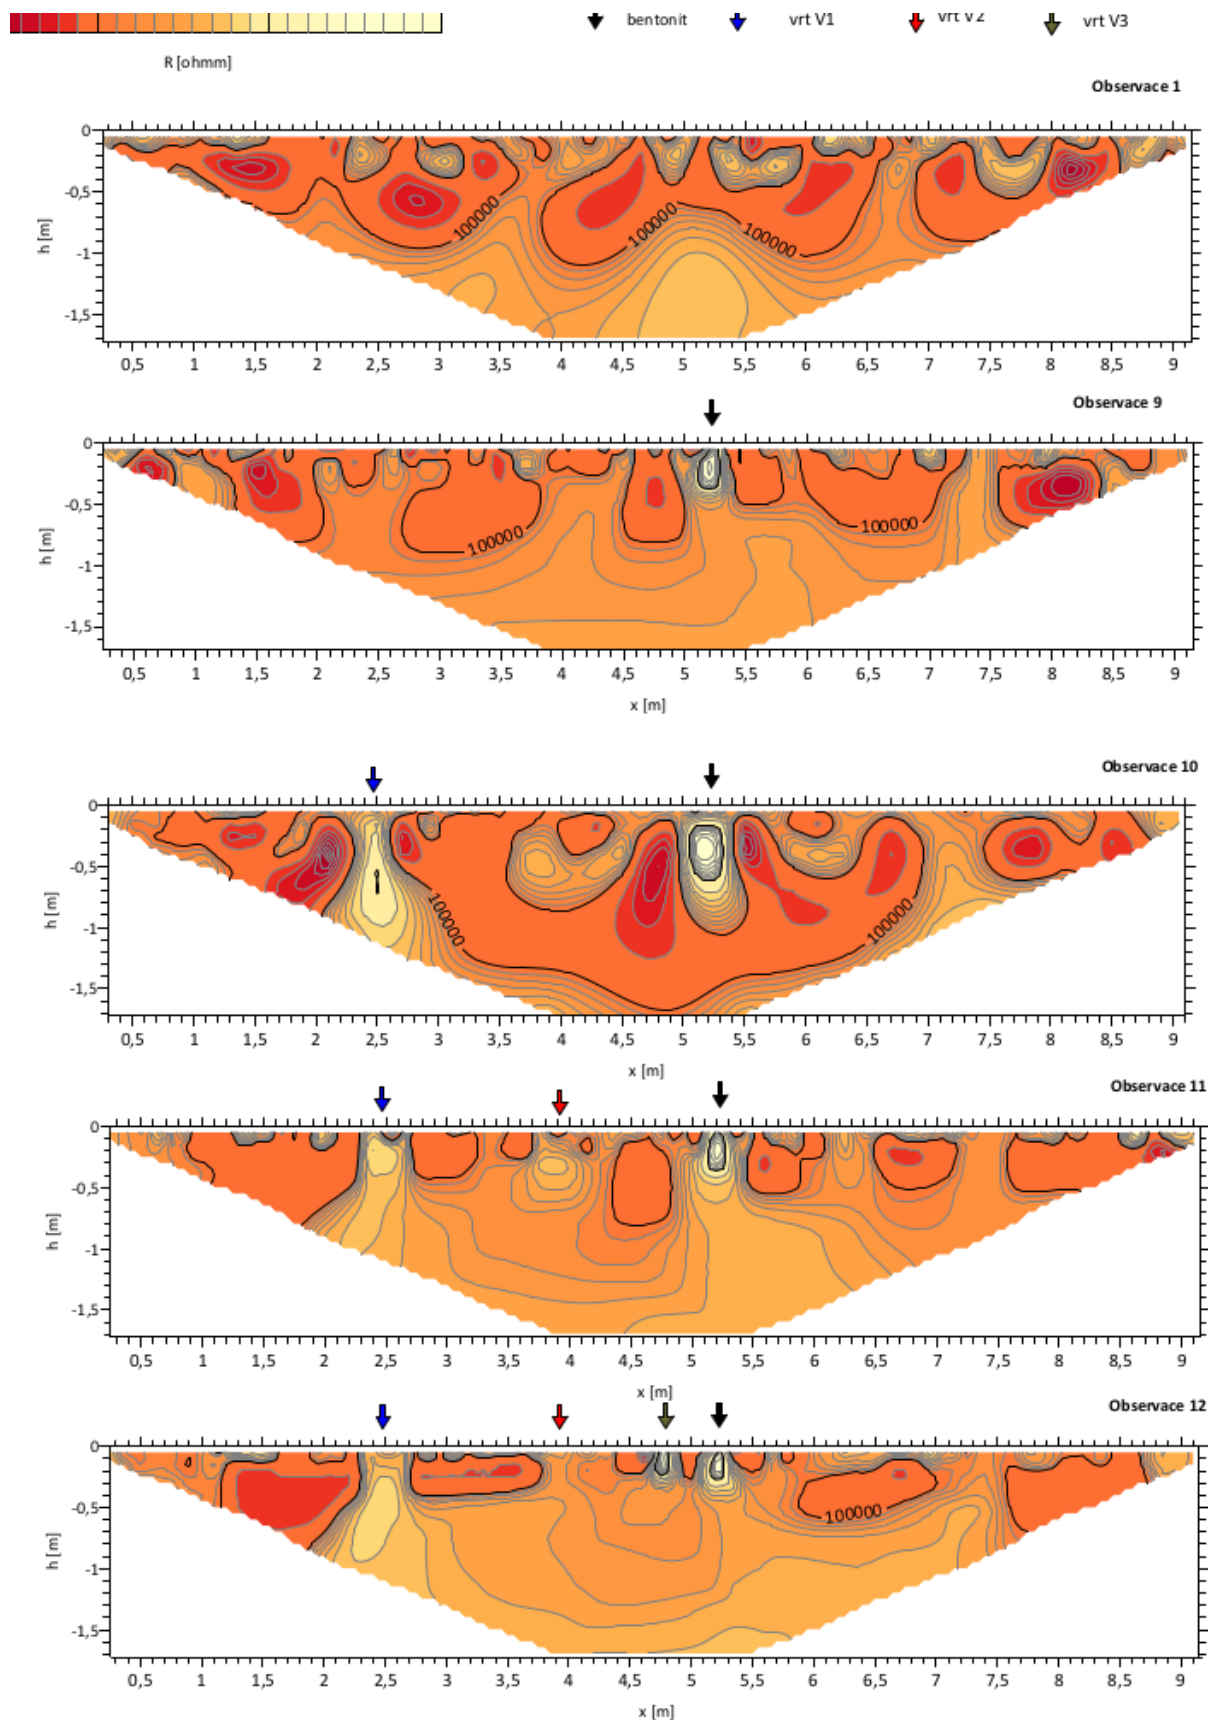 bentonit vrt V1 vrt V2 vrt V3
R [ohmm]
Observace 1
0
-0,5
-1
-1,5
h [m]
100000 100000 100000
0,5 1 1,5 2 2,5 3 3,5 4 4,5 5 5,5 6 6,5 7 7,5 8 8,5 9
Observace 9
0
-0,5
-1
-1,5
h [m]
100000
0,5 1 1,5 2 2,5 3 3,5 4 4,5 5 5,5 6 6,5 7 7,5 8 8,5 9
x [m]
Observace 10
0
-0,5
-1
-1,5
h [m]
100000 100000
0,5 1 1,5 2 2,5 3 3,5 4 4,5 5 5,5 6 6,5 7 7,5 8 8,5 9
x [m]
Observace 11
0
-0,5
-1
-1,5
h [m]
0,5 1 1,5 2 2,5 3 3,5 4 4,5 5 5,5 6 6,5 7 7,5 8 8,5 9
x [m]
Observace 12
0
-0,5
-1
-1,5
h [m]
100000
0,5 1 1,5 2 2,5 3 3,5 4 4,5 5 5,5 6 6,5 7 7,5 8 8,5 9
x [m]